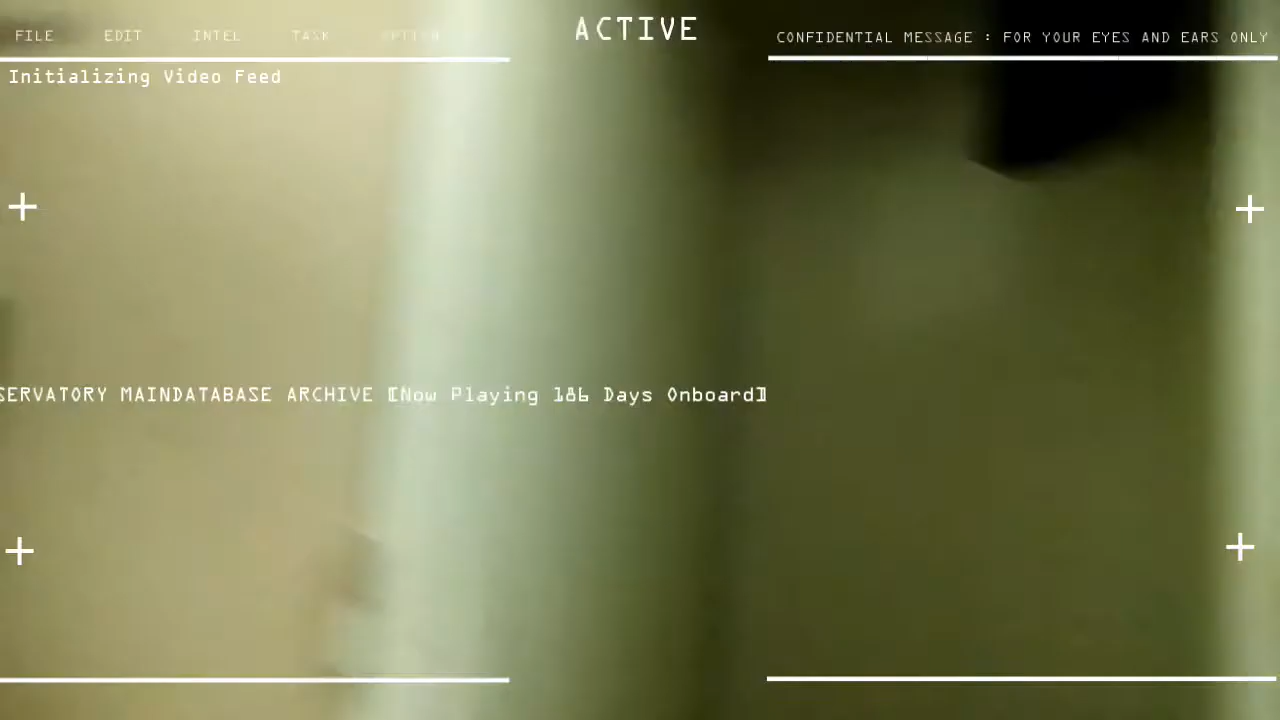 ACTIVE
FILE EDIT INTEL TASK OPTION
CONFIDENTIAL MESSAGE : FOR YOUR EYES AND EARS ONLY
Initializing Video Feed
SERVATORY MAINDATABASE ARCHIVE [Now Playing 186 Days Onboard]